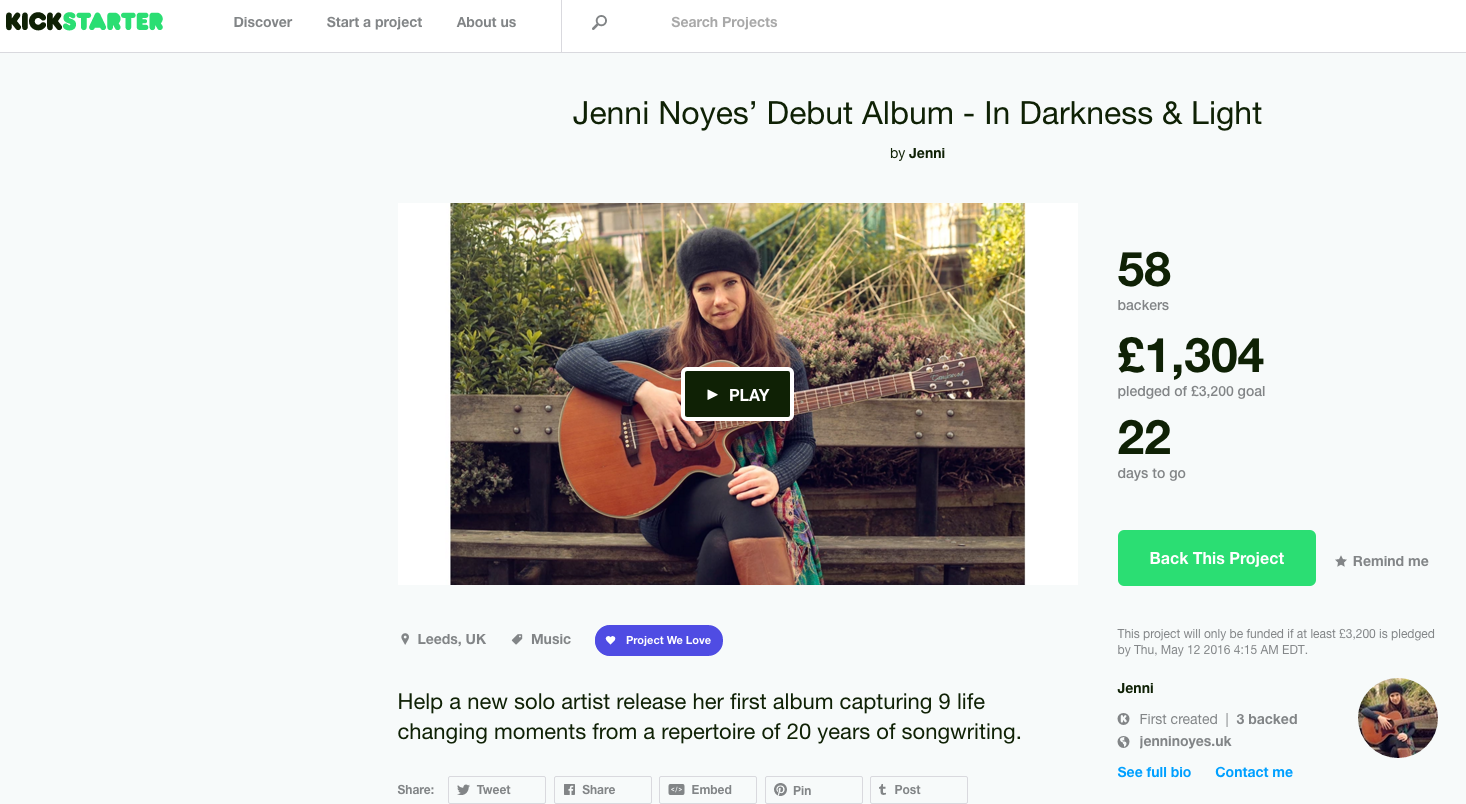 KICKSTARTER
Discover
Start a project
About us
Search Projects
Jenni Noyes’ Debut Album - In Darkness & Light
by Jenni
PLAY
58
backers
£1,304
pledged of £3,200 goal
22
days to go
Back This Project
Remind me
Leeds, UK
Music
Project We Love
This project will only be funded if at least £3,200 is pledged
by Thu, May 12 2016 4:15 AM EDT.
Help a new solo artist release her first album capturing 9 life
changing moments from a repertoire of 20 years of songwriting.
Jenni
First created | 3 backed
jenninoyes.uk
See full bio
Contact me
Share:
Tweet
Share
Embed
Pin
Post